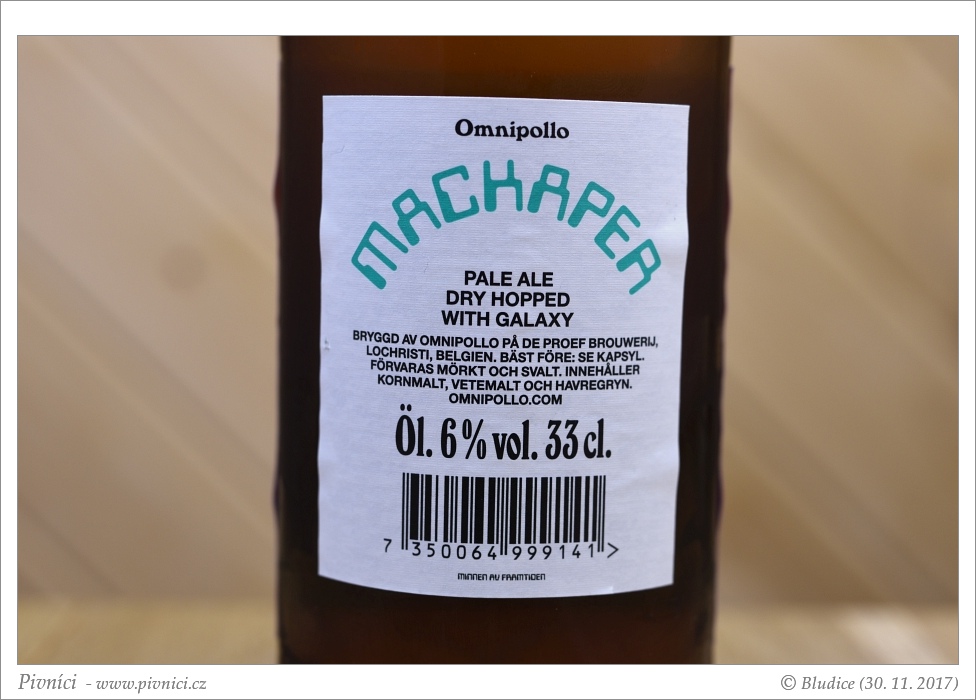 Omnipollo
MACKAPER
PALE ALE
DRY HOPPED
WITH GALAXY
BRYGGD AV OMNIPOLLO PÅ DE PROEF BROUWERIJ,
LOCHRISTI, BELGIEN. BÄST FÖRE: SE KAPSYL.
FÖRVARAS MÖRKT OCH SVALT. INNEHÅLLER
KORNMALT, VETEMALT OCH HAVREGRYN.
OMNIPOLLO.COM
Öl. 6% vol. 33 cl.
7 350064 999141 >
MINNEN AV FRAMTIDEN
Pivníci - www.pivnici.cz
© Bludice (30. 11. 2017)